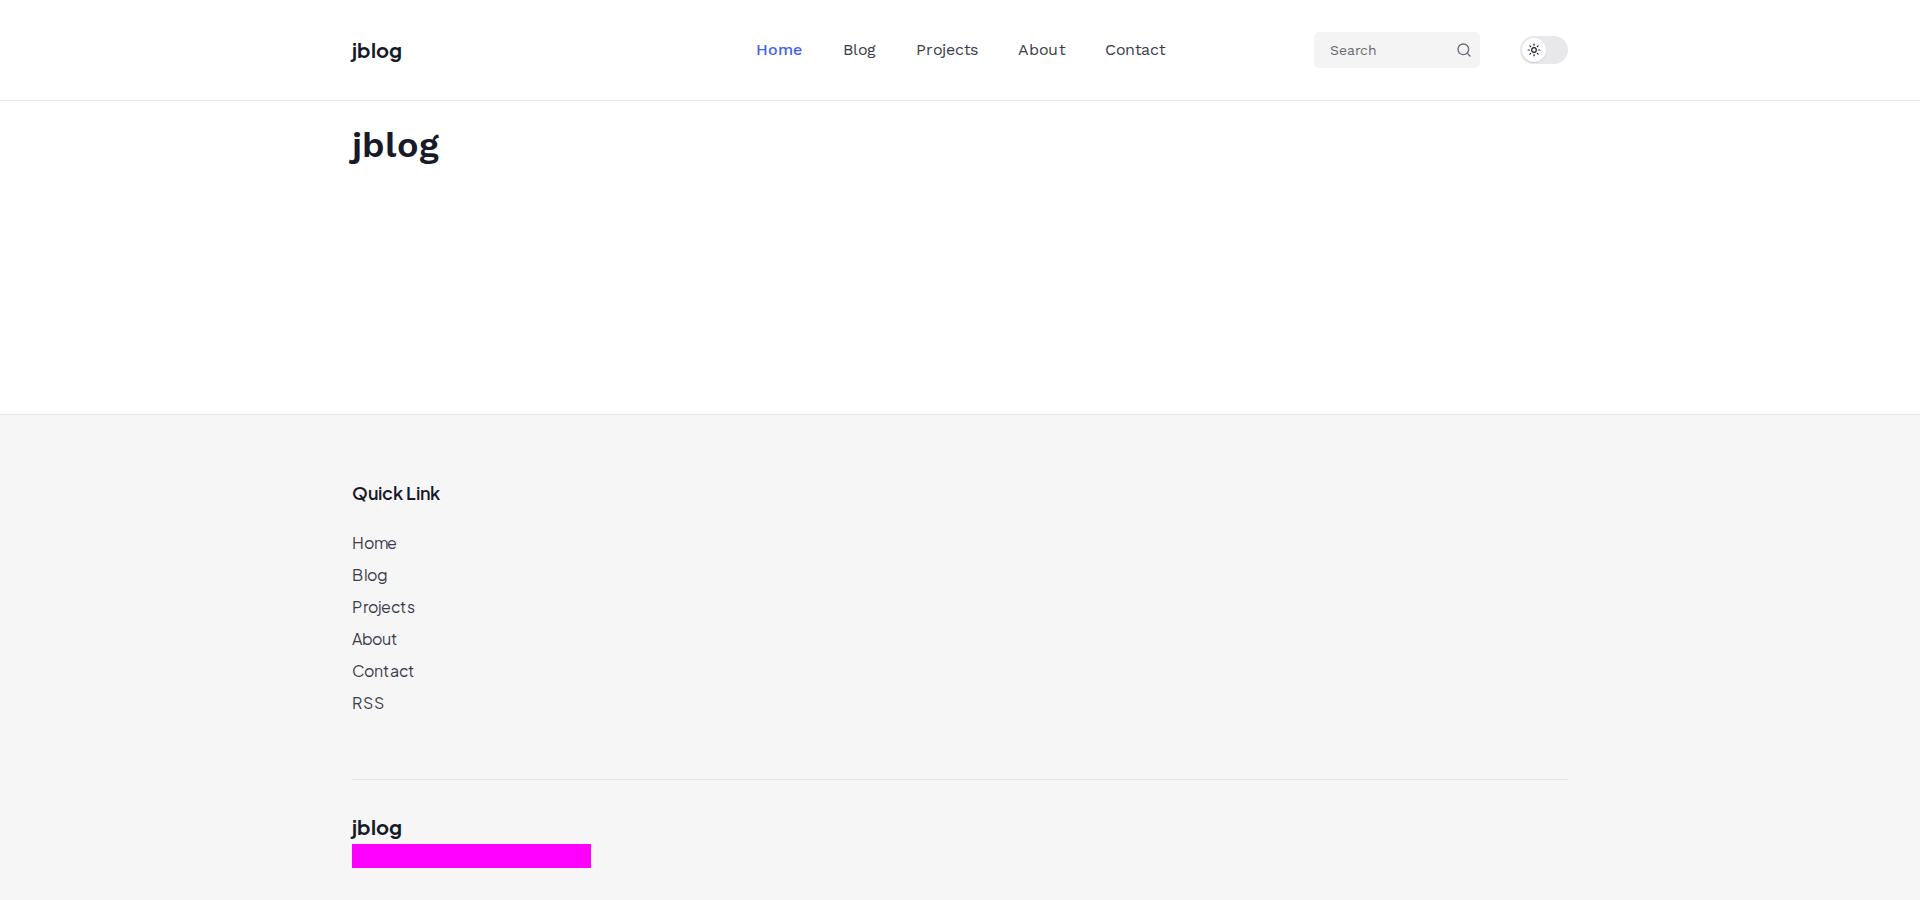 jblog
Home Blog Projects About Contact
Search
jblog
Quick Link
Home
Blog
Projects
About
Contact
RSS
jblog